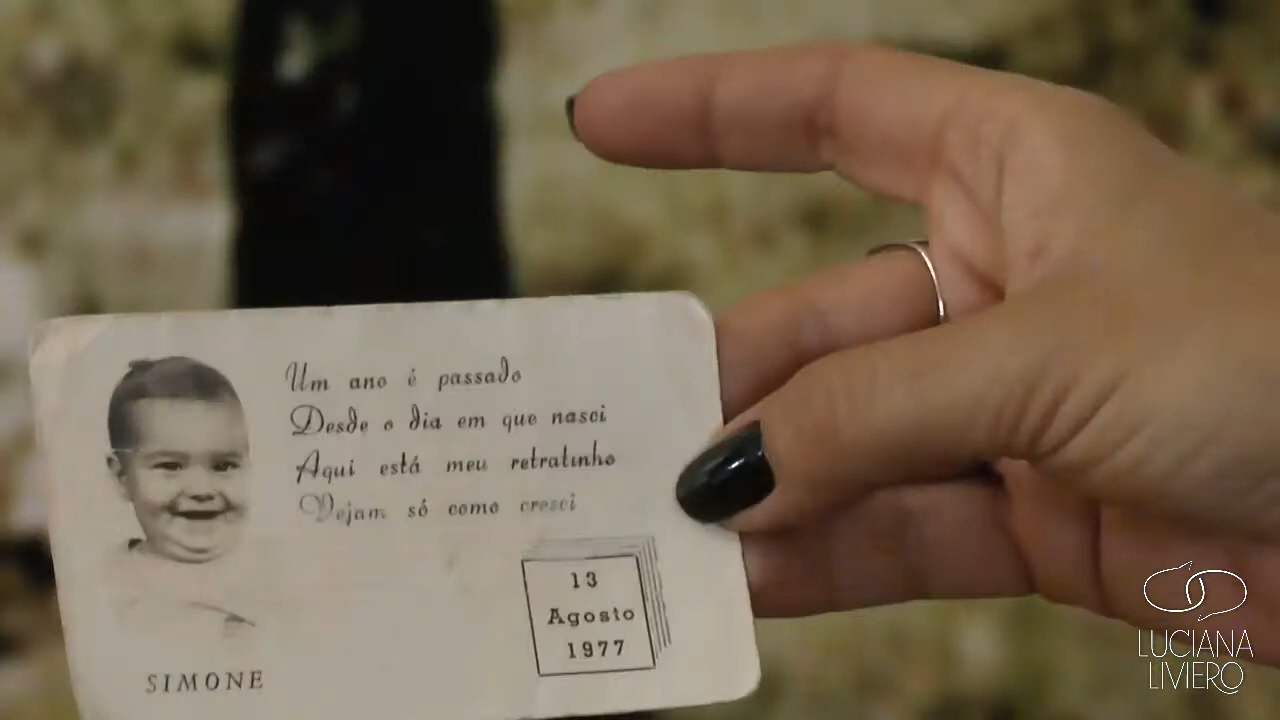 Um ano é passado
Desde o dia em que nasci
Aqui está meu retratinho
Vejam só como cresci
13
Agosto
1977
SIMONE
LUCIANA
LIVIERO